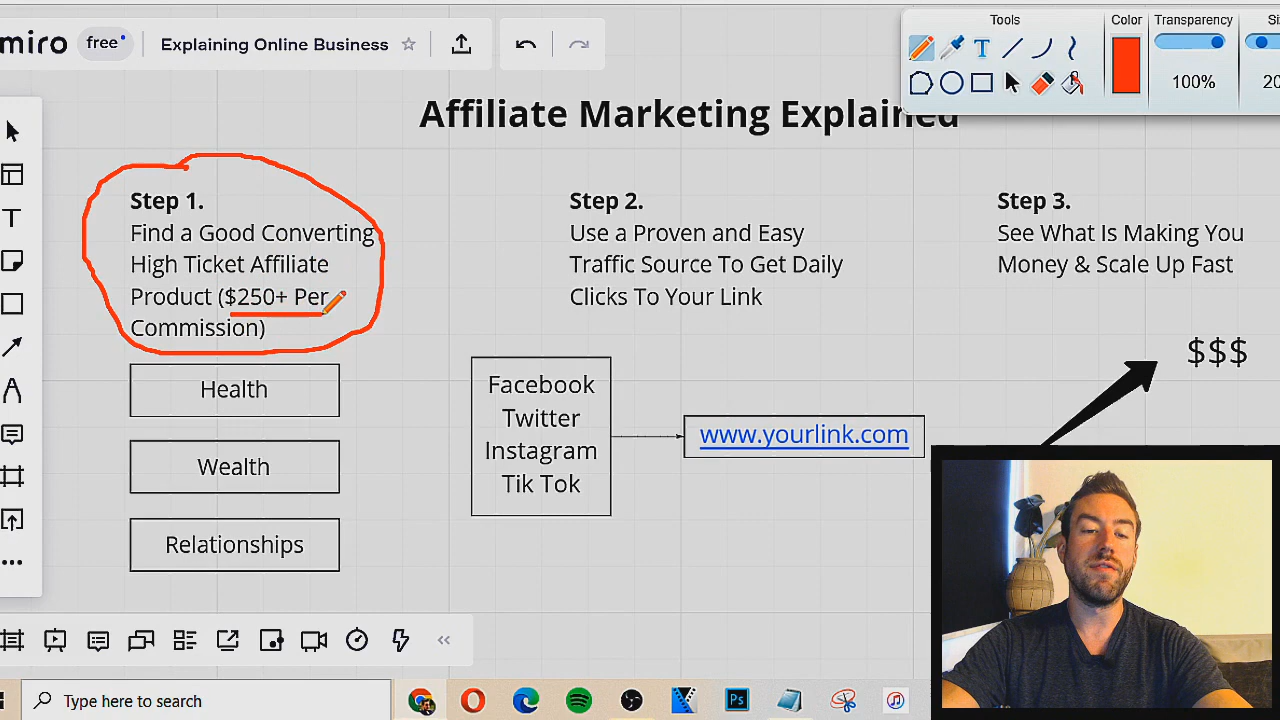 miro
free
Explaining Online Business
Tools
Color
Transparency
100%
Affiliate Marketing Explained
Step 1.
Find a Good Converting
High Ticket Affiliate
Product ($250+ Per
Commission)
Health
Wealth
Relationships
Step 2.
Use a Proven and Easy
Traffic Source To Get Daily
Clicks To Your Link
Facebook
Twitter
Instagram
Tik Tok
www.yourlink.com
Step 3.
See What Is Making You
Money & Scale Up Fast
$$$
Type here to search
Ps